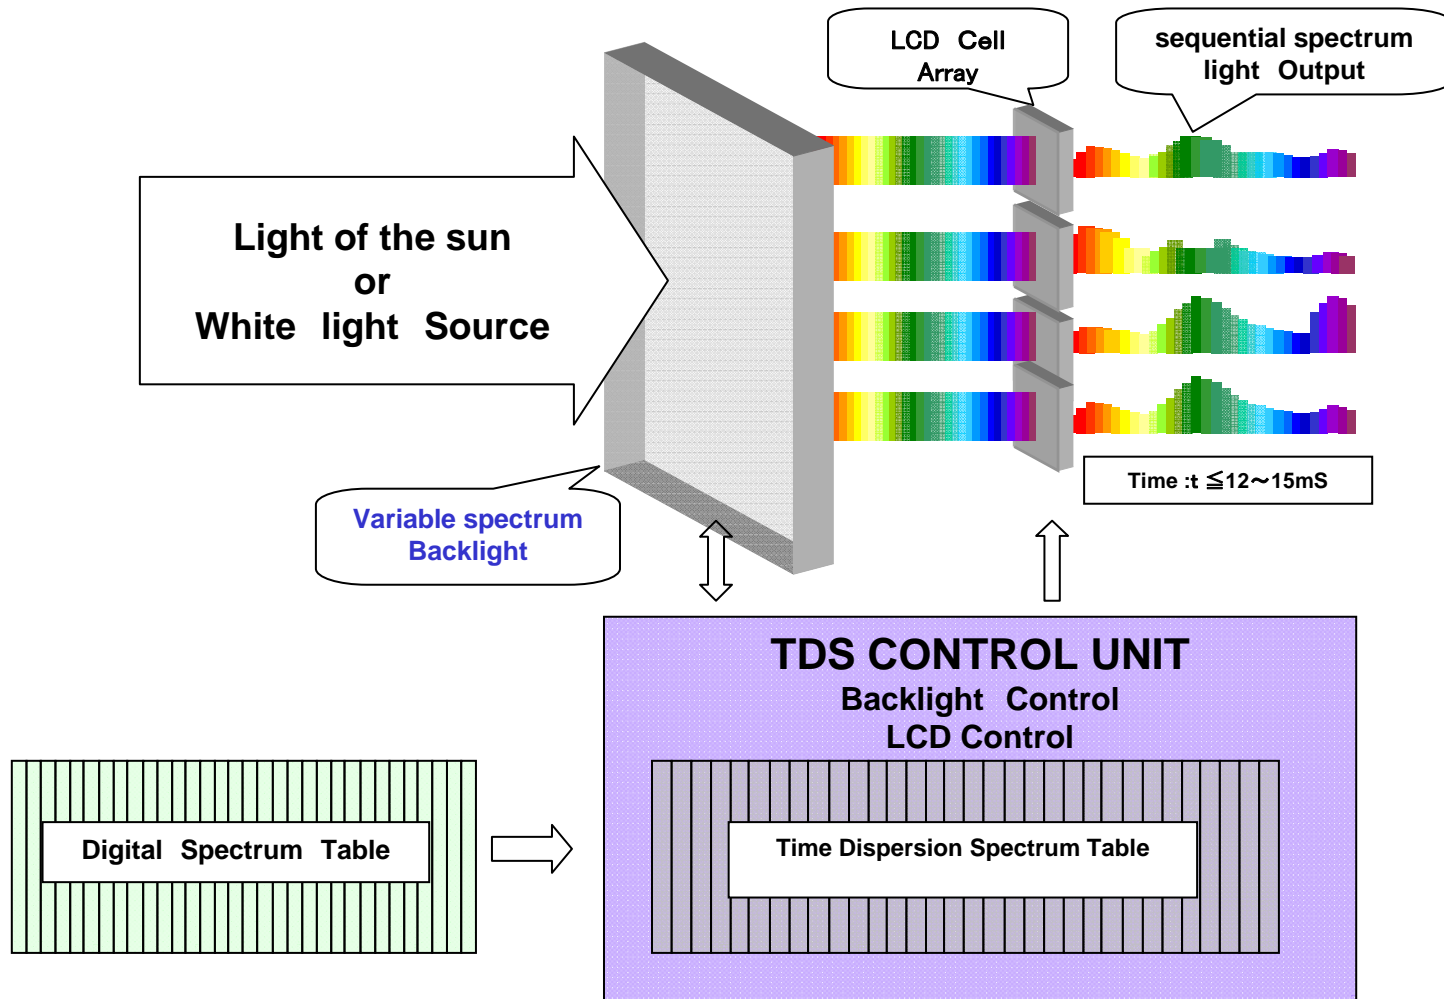 LCD Cell
Array
sequential spectrum
light Output
Light of the sun
or
White light Source
Time :t ≦12～15mS
Variable spectrum
Backlight
TDS CONTROL UNIT
Backlight Control
LCD Control
Digital Spectrum Table
Time Dispersion Spectrum Table